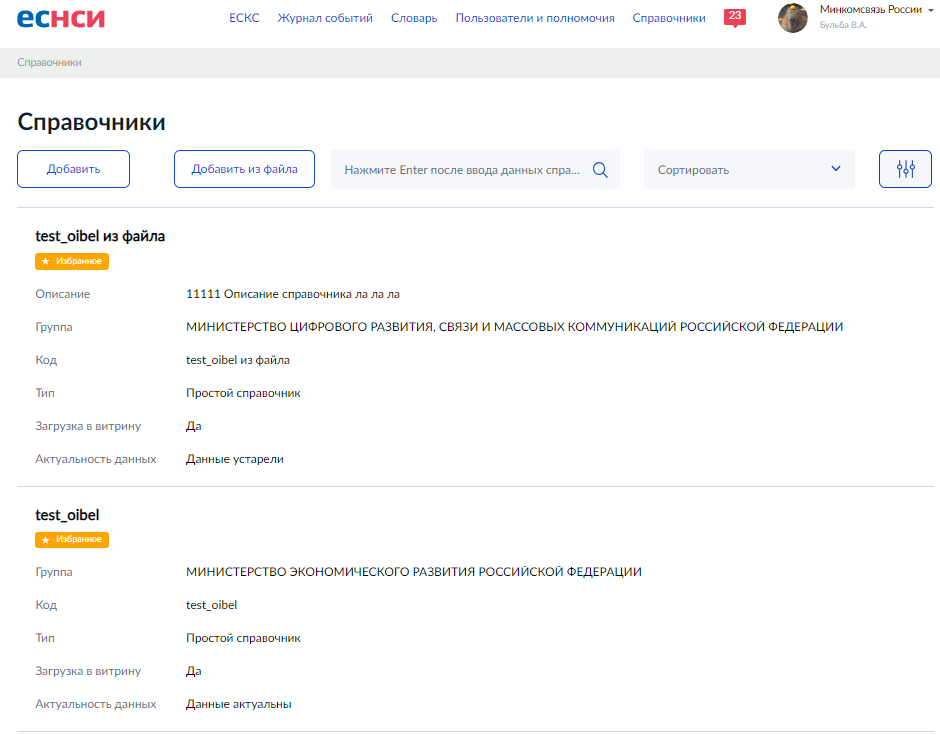 еснси
ЕСКС Журнал событий Словарь Пользователи и полномочия Справочники 23 Минкомсвязь России
Бульба В.А.
Справочники
Справочники
Добавить Добавить из файла Нажмите Enter после ввода данных спра... Сортировать
test_oibel из файла
Избранное
Описание 11111 Описание справочника ла ла ла
Группа МИНИСТЕРСТВО ЦИФРОВОГО РАЗВИТИЯ, СВЯЗИ И МАССОВЫХ КОММУНИКАЦИЙ РОССИЙСКОЙ ФЕДЕРАЦИИ
Код test_oibel из файла
Тип Простой справочник
Загрузка в витрину Да
Актуальность данных Данные устарели
test_oibel
Избранное
Группа МИНИСТЕРСТВО ЭКОНОМИЧЕСКОГО РАЗВИТИЯ РОССИЙСКОЙ ФЕДЕРАЦИИ
Код test_oibel
Тип Простой справочник
Загрузка в витрину Да
Актуальность данных Данные актуальны